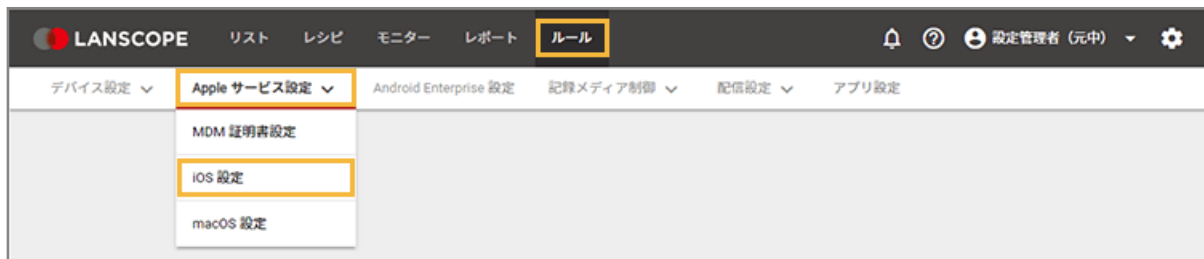 LANSCOPE リスト レシピ モニター レポート ルール 設定管理者（元中）
デバイス設定 Apple サービス設定 Android Enterprise 設定 記録メディア制御 配信設定 アプリ設定
MDM 証明書設定
iOS 設定
macOS 設定